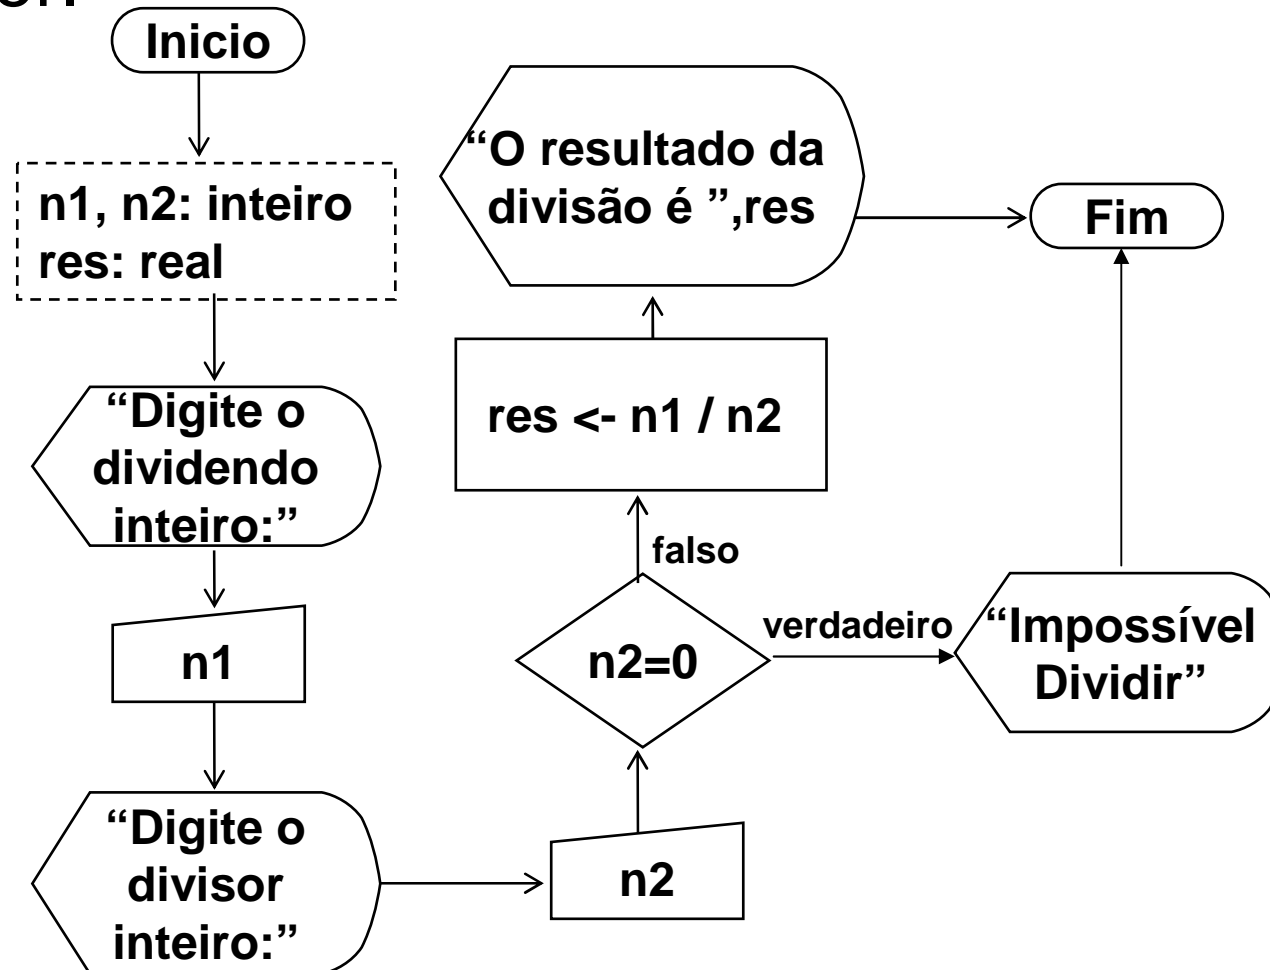 Inicio
n1, n2: inteiro
res: real
“Digite o
dividendo
inteiro:”
n1
“Digite o
divisor
inteiro:”
n2
n2=0
falso
verdadeiro
res <- n1 / n2
“O resultado da
divisão é ”,res
“Impossível
Dividir”
Fim